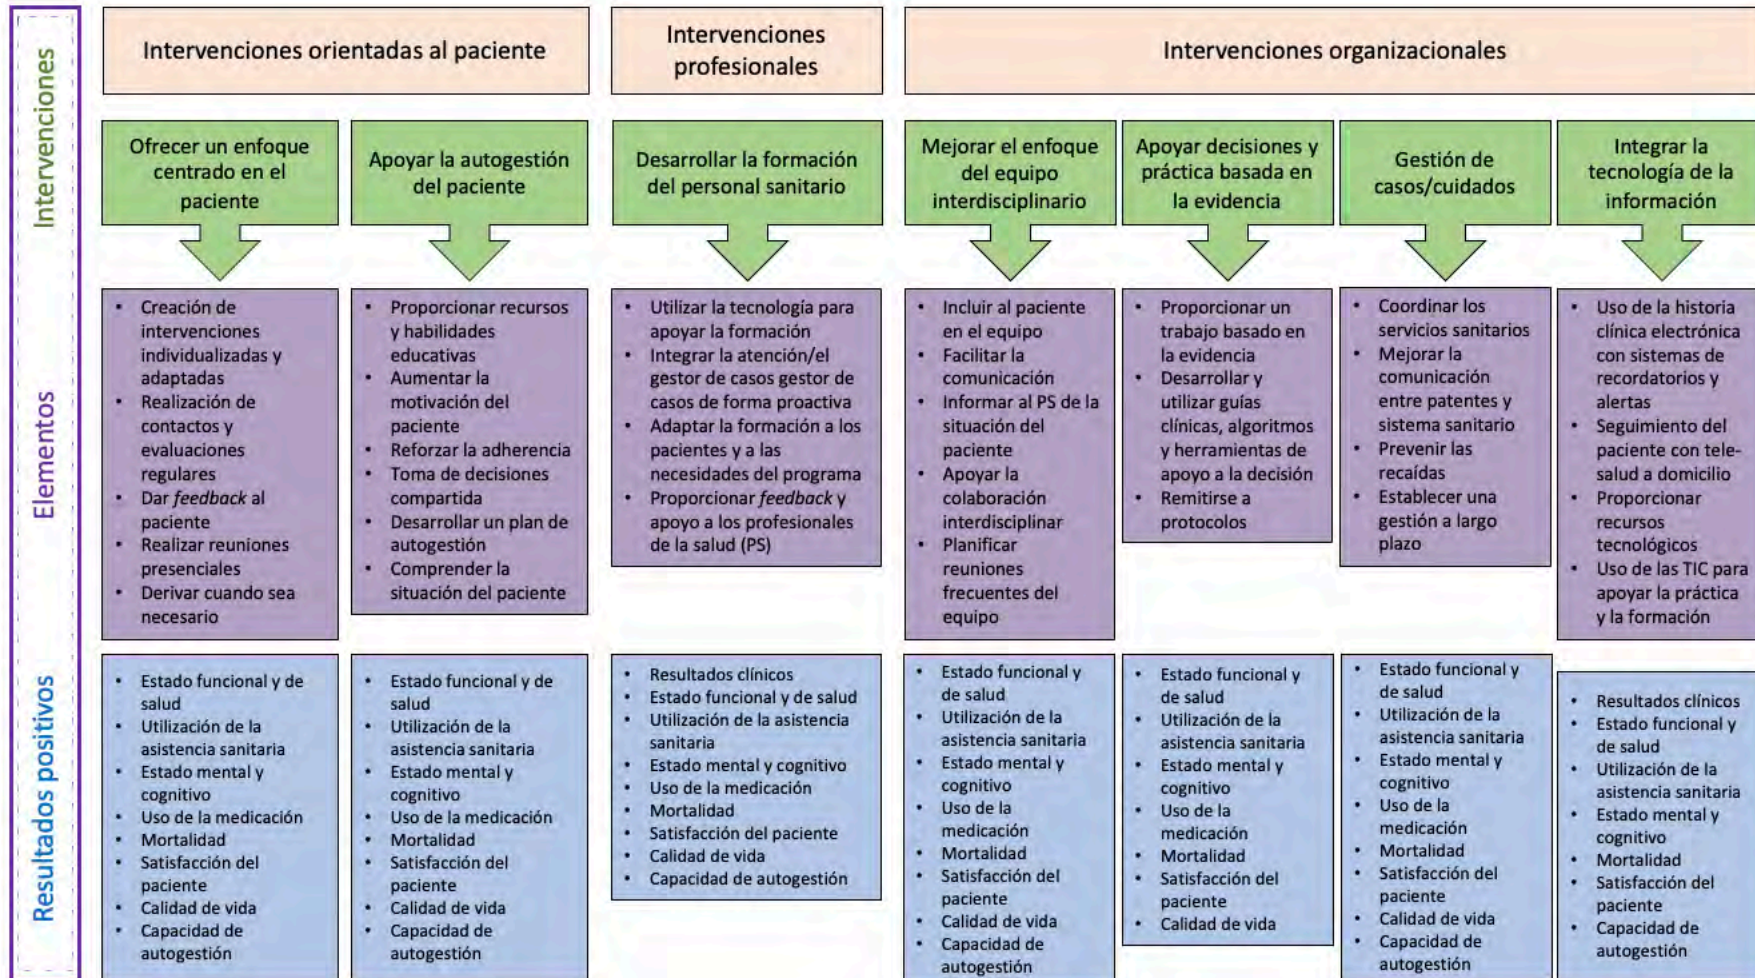 Intervenciones
Elementos
Resultados positivos
Intervenciones orientadas al paciente
Intervenciones
profesionales
Intervenciones organizacionales
Ofrecer un enfoque
centrado en el
paciente
Apoyar la autogestión
del paciente
Desarrollar la formación
del personal sanitario
Mejorar el enfoque
del equipo
interdisciplinario
Apoyar decisiones y
práctica basada en
la evidencia
Gestión de
casos/cuidados
Integrar la
tecnología de la
información
• Creación de
intervenciones
individualizadas y
adaptadas
• Realización de
contactos y
evaluaciones
regulares
• Dar feedback al
paciente
• Realizar reuniones
presenciales
• Derivar cuando sea
necesario
• Proporcionar recursos
y habilidades
educativas
• Aumentar la
motivación del
paciente
• Reforzar la adherencia
• Toma de decisiones
compartida
• Desarrollar un plan de
autogestión
• Comprender la
situación del paciente
• Utilizar la tecnología para
apoyar la formación
• Integrar la atención/el
gestor de casos gestor de
casos de forma proactiva
• Adaptar la formación a los
pacientes y a las
necesidades del programa
• Proporcionar feedback y
apoyo a los profesionales
de la salud (PS)
• Incluir al paciente
en el equipo
• Facilitar la
comunicación
• Informar al PS de la
situación del
paciente
• Apoyar la
colaboración
interdisciplinar
• Planificar
reuniones
frecuentes del
equipo
• Proporcionar un
trabajo basado en
la evidencia
• Desarrollar y
utilizar guías
clínicas, algoritmos
y herramientas de
apoyo a la decisión
• Remitirse a
protocolos
• Coordinar los
servicios sanitarios
• Mejorar la
comunicación
entre patentes y
sistema sanitario
• Prevenir las
recaídas
• Establecer una
gestión a largo
plazo
• Uso de la historia
clínica electrónica
con sistemas de
recordatorios y
alertas
• Seguimiento del
paciente con tele-
salud a domicilio
• Proporcionar
recursos
tecnológicos
• Uso de las TIC para
apoyar la práctica
y la formación
• Estado funcional y de
salud
• Utilización de la
asistencia sanitaria
• Estado mental y
cognitivo
• Uso de la medicación
• Mortalidad
• Satisfacción del
paciente
• Calidad de vida
• Capacidad de
autogestión
• Estado funcional y de
salud
• Utilización de la
asistencia sanitaria
• Estado mental y
cognitivo
• Uso de la medicación
• Mortalidad
• Satisfacción del
paciente
• Calidad de vida
• Capacidad de
autogestión
• Resultados clínicos
• Estado funcional y de salud
• Utilización de la asistencia
sanitaria
• Estado mental y cognitivo
• Uso de la medicación
• Mortalidad
• Satisfacción del paciente
• Calidad de vida
• Capacidad de autogestión
• Estado funcional y
de salud
• Utilización de la
asistencia sanitaria
• Estado mental y
cognitivo
• Uso de la
medicación
• Mortalidad
• Satisfacción del
paciente
• Calidad de vida
• Capacidad de
autogestión
• Estado funcional y
de salud
• Utilización de la
asistencia sanitaria
• Estado mental y
cognitivo
• Uso de la
medicación
• Mortalidad
• Satisfacción del
paciente
• Calidad de vida
• Estado funcional y
de salud
• Utilización de la
asistencia sanitaria
• Estado mental y
cognitivo
• Uso de la
medicación
• Mortalidad
• Satisfacción del
paciente
• Calidad de vida
• Capacidad de
autogestión
• Resultados clínicos
• Estado funcional y
de salud
• Utilización de la
asistencia sanitaria
• Estado mental y
cognitivo
• Mortalidad
• Satisfacción del
paciente
• Capacidad de
autogestión